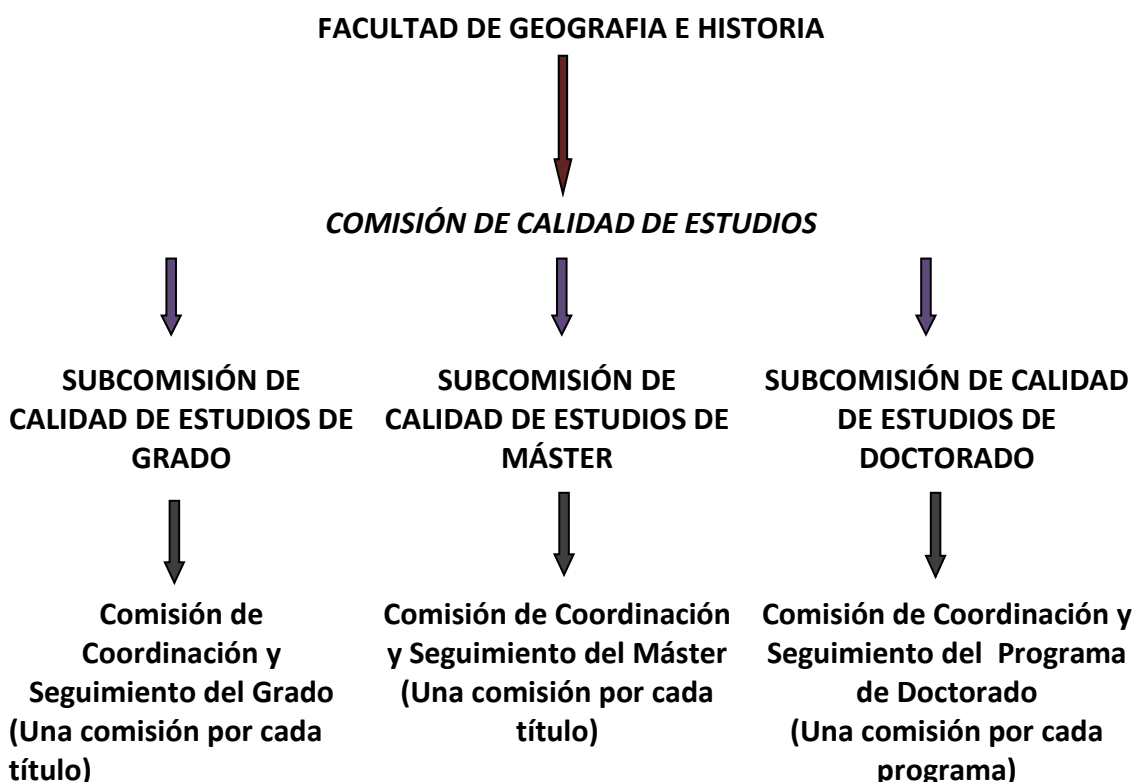 FACULTAD DE GEOGRAFIA E HISTORIA
COMISIÓN DE CALIDAD DE ESTUDIOS
SUBCOMISIÓN DE
CALIDAD DE ESTUDIOS DE
GRADO
SUBCOMISIÓN DE
CALIDAD DE ESTUDIOS DE
MÁSTER
SUBCOMISIÓN DE CALIDAD
DE ESTUDIOS DE
DOCTORADO
Comisión de
Coordinación y
Seguimiento del Grado
(Una comisión por cada
título)
Comisión de Coordinación
y Seguimiento del Máster
(Una comisión por cada
título)
Comisión de Coordinación y
Seguimiento del Programa
de Doctorado
(Una comisión por cada
programa)